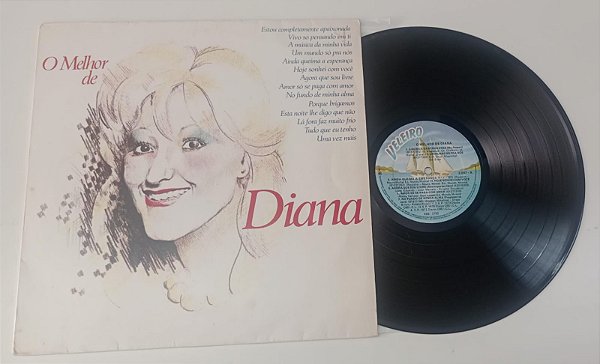 O Melhor
de
Diana
Estou completamente apaixonada
Vivo só pensando em ti
A música da minha vida
Um mundo só pra nós
Ainda queima a esperança
Hoje sonhei com você
Agora que sou livre
Amor só se paga com amor
No fundo de minha alma
Porque brigamos
Esta noite lhe digo que não
Lá fora faz muito frio
Tudo que eu tenho
Uma vez mais
VELEIRO
O MELHOR DE DIANA